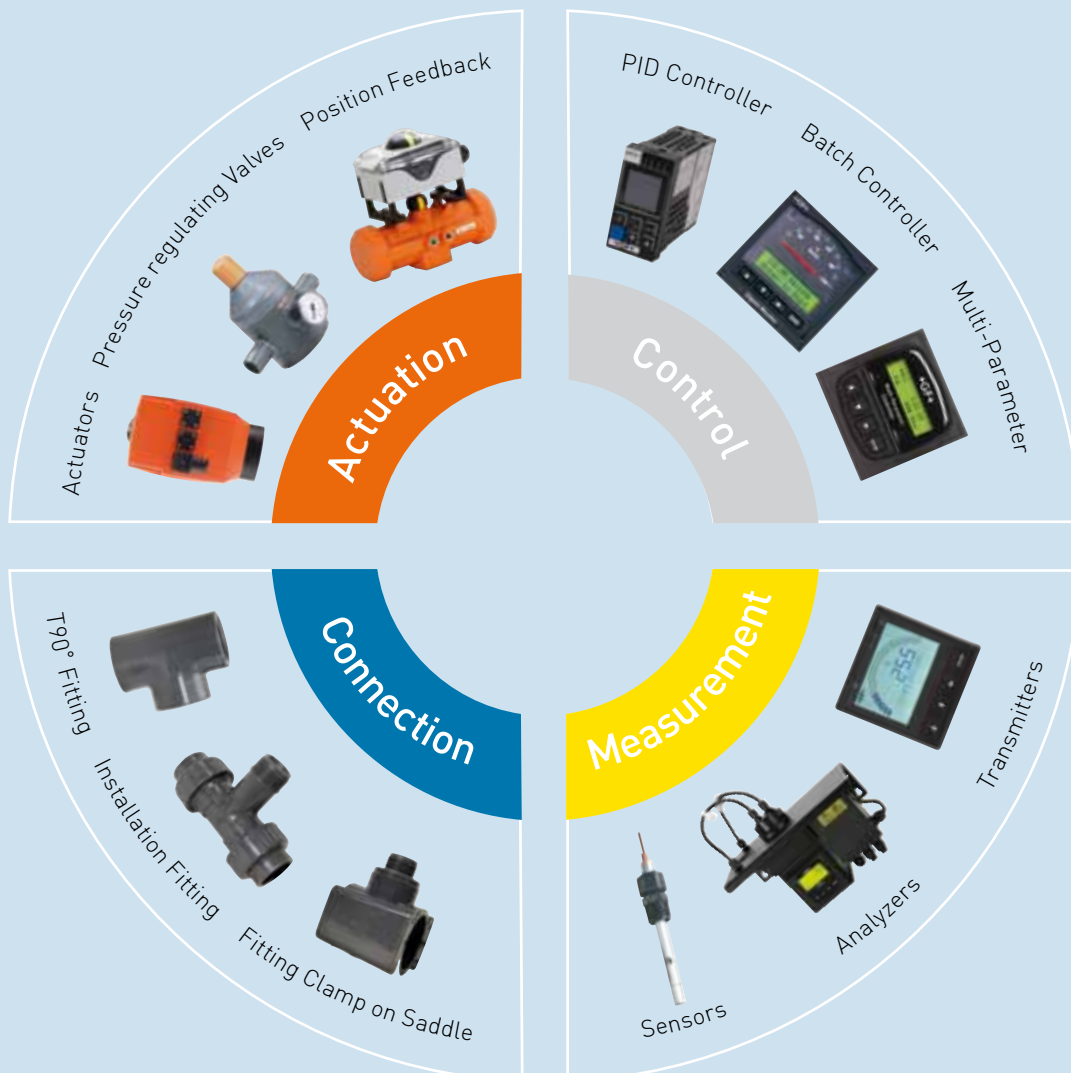 Position Feedback
Pressure regulating Valves
Actuators
Actuation
PID Controller
Batch Controller
Multi-Parameter
Control
+GF+
T90° Fitting
Installation Fitting
Fitting Clamp on Saddle
Connection
Measurement
Transmitters
Analyzers
Sensors